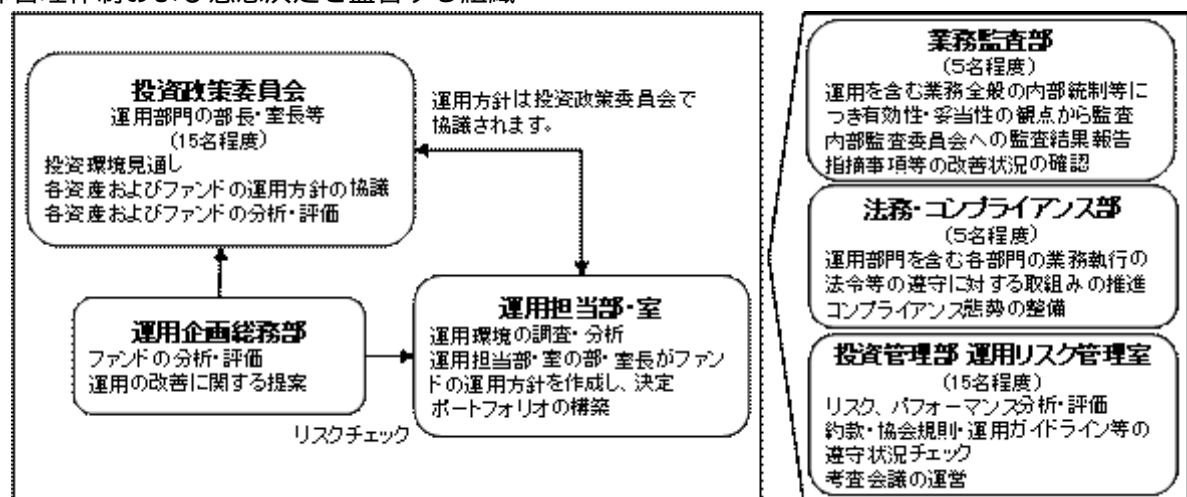 投資政策委員会
運用部門の部長・室長等
(15名程度)
投資環境見通し
各資産およびファンドの運用方針の協議
各資産およびファンドの分析・評価
運用方針は投資政策委員会で
協議されます。
運用企画総務部
ファンドの分析・評価
運用の改善に関する提案
リスクチェック
運用担当部・室
運用環境の調査・分析
運用担当部・室の部・室長がファン
ドの運用方針を作成し、決定
ポートフォリオの構築
業務監査部
(5名程度)
運用を含む業務全般の内部統制等に
つき有効性・妥当性の観点から監査
内部監査委員会への監査結果報告
指摘事項等の改善状況の確認
法務・コンプライアンス部
(5名程度)
運用部門を含む各部門の業務執行の
法令等の遵守に対する取組みの推進
コンプライアンス態勢の整備
投資管理部 運用リスク管理室
(15名程度)
リスク、パフォーマンス分析・評価
約款・協会規則・運用ガイドライン等の
遵守状況チェック
考査会議の運営